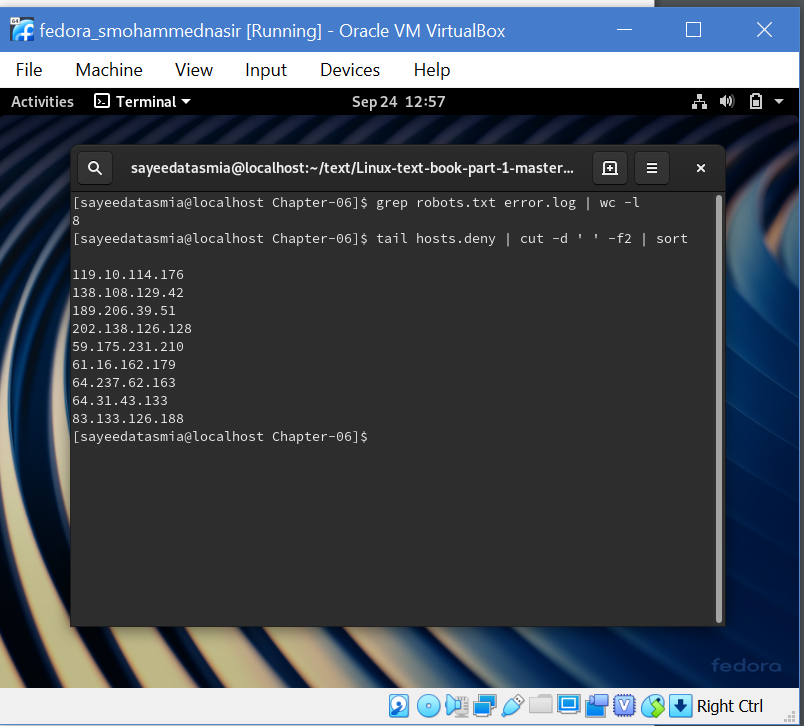 fedora_smohammednasir [Running] - Oracle VM VirtualBox
File Machine View Input Devices Help
Activities Terminal Sep 24 12:57
sayeedatasmia@localhost:~/text/Linux-text-book-part-1-master...
[sayeedatasmia@localhost Chapter-06]$ grep robots.txt error.log | wc -l
8
[sayeedatasmia@localhost Chapter-06]$ tail hosts.deny | cut -d ' ' -f2 | sort
119.10.114.176
138.108.129.42
189.206.39.51
202.138.126.128
59.175.231.210
61.16.162.179
64.237.62.163
64.31.43.133
83.133.126.188
[sayeedatasmia@localhost Chapter-06]$
fedora
Right Ctrl